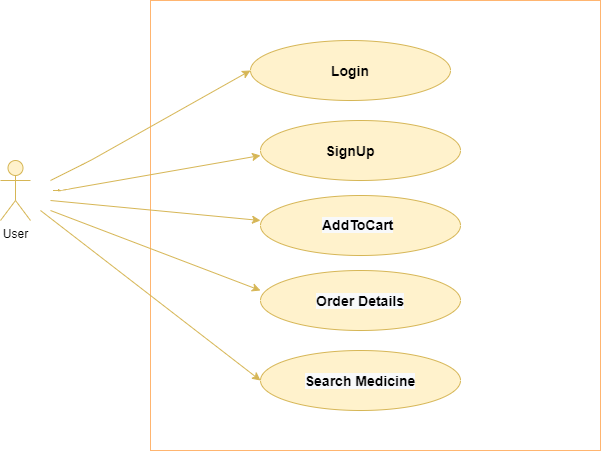 Login
SignUp
User
AddToCart
Order Details
Search Medicine